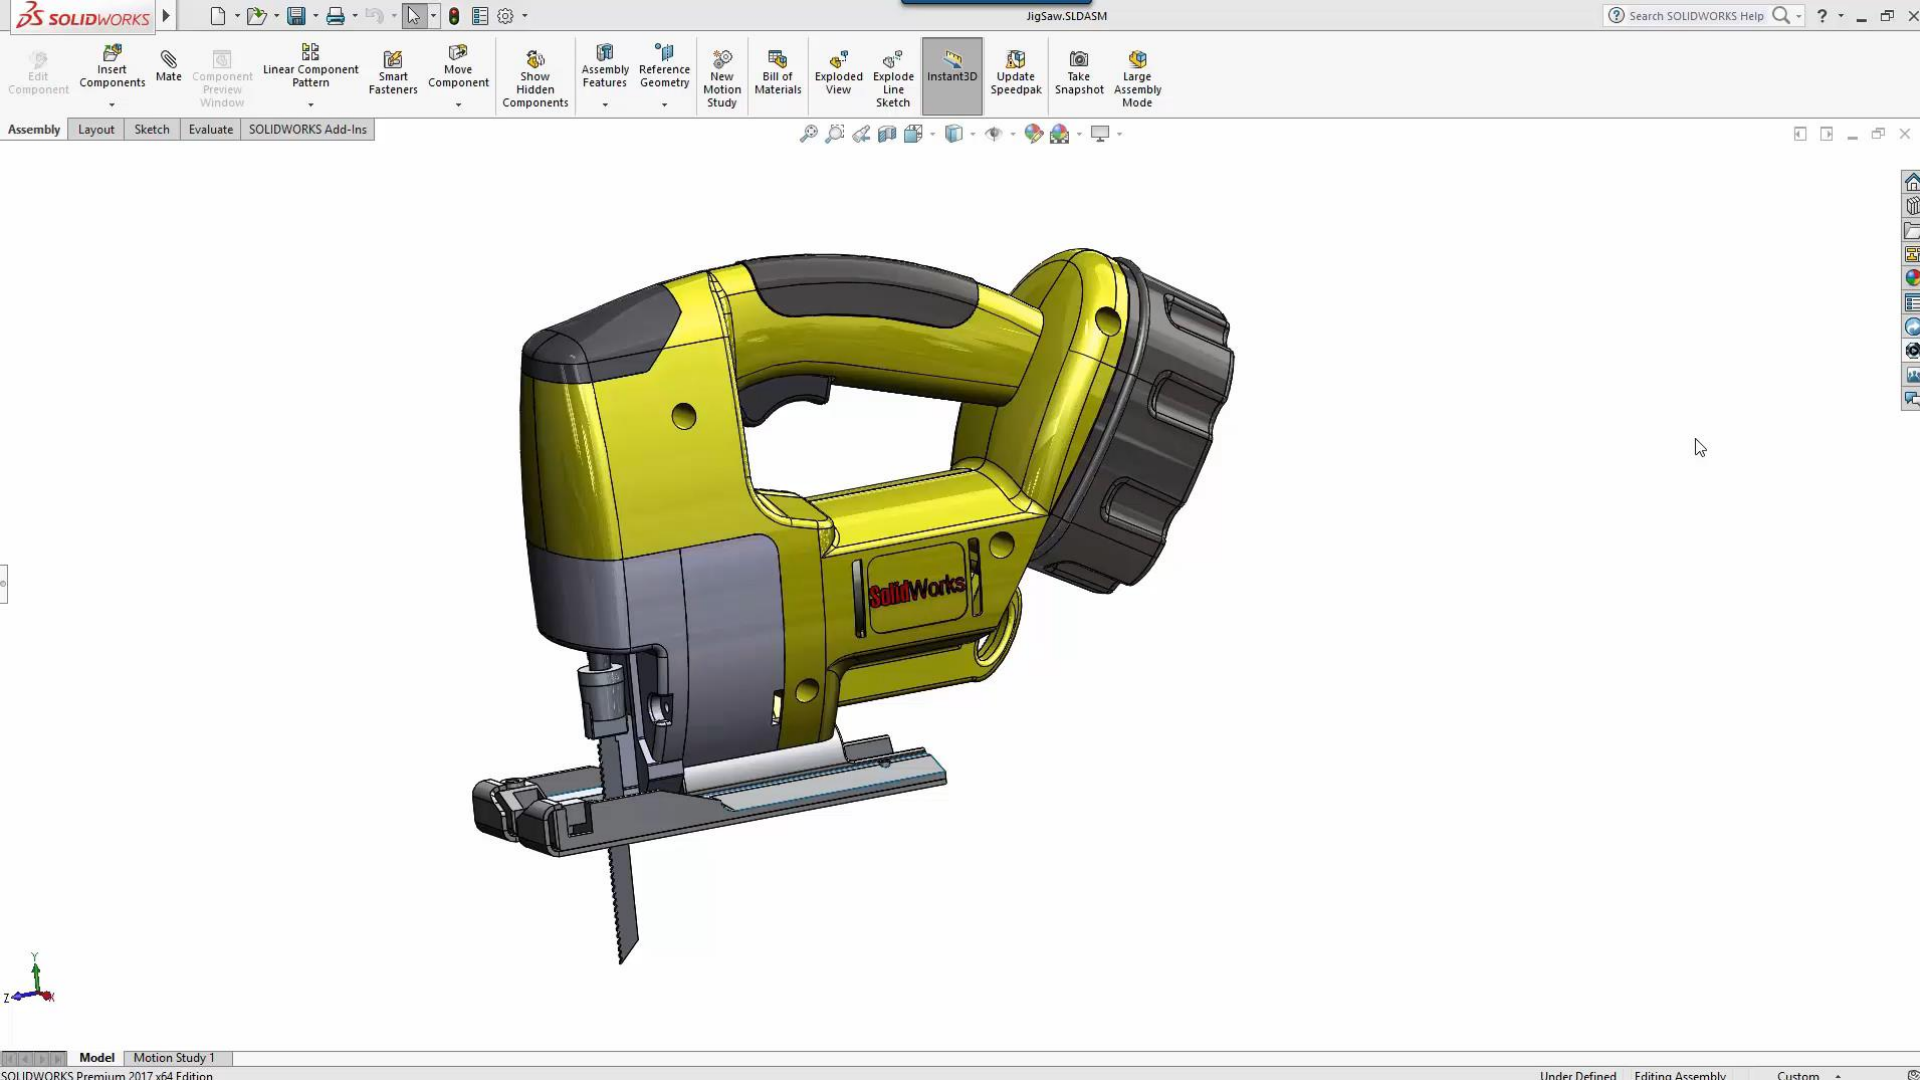 SOLIDWORKS
JigSaw.SLDASM
Search SOLIDWORKS Help
?
Edit Component
Insert Components
Mate
Component Preview Window
Linear Component Pattern
Smart Fasteners
Move Component
Show Hidden Components
Assembly Features
Reference Geometry
New Motion Study
Bill of Materials
Exploded View
Explode Line Sketch
Instant3D
Update Speedpak
Take Snapshot
Large Assembly Mode
Assembly
Layout
Sketch
Evaluate
SOLIDWORKS Add-Ins
SolidWorks
Y
Z
X
Model
Motion Study 1
SOLIDWORKS Premium 2017 x64 Edition
Under Defined
Editing Assembly
Custom